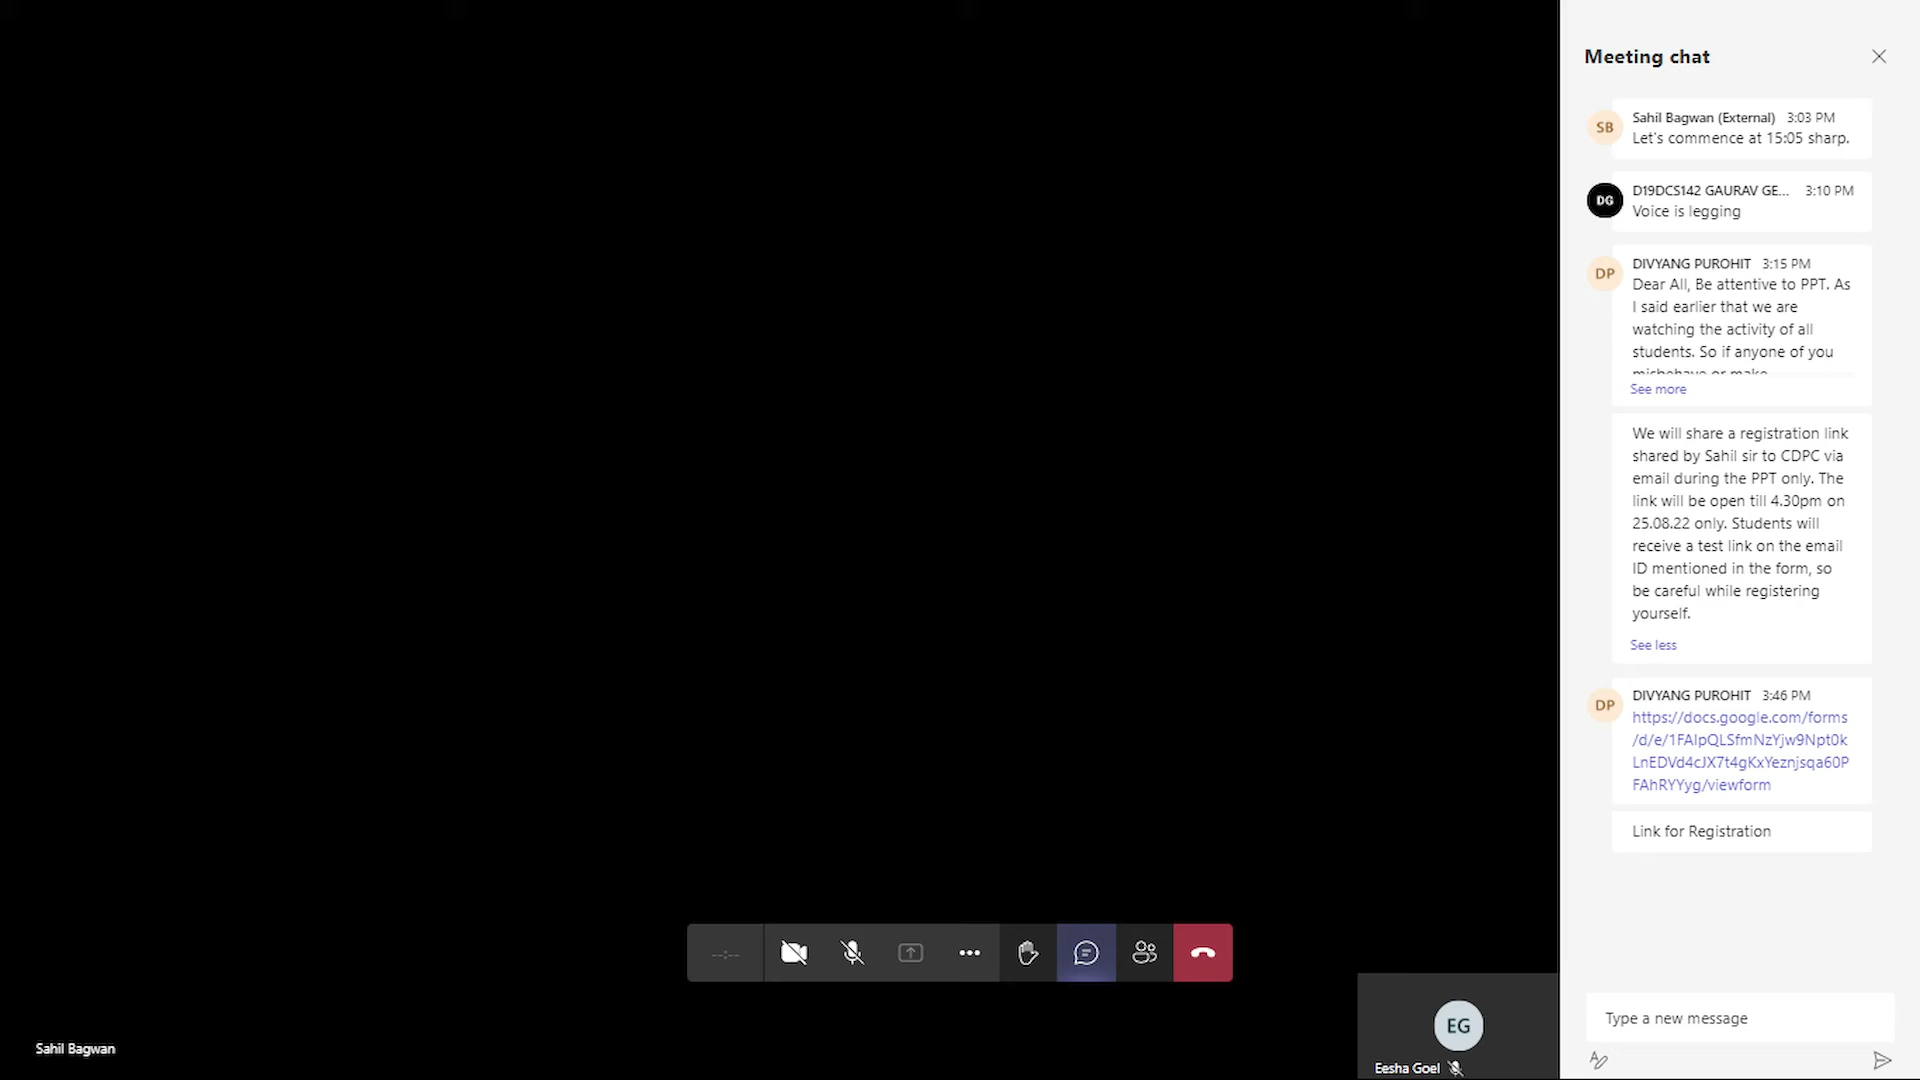 Meeting chat
SB
Sahil Bagwan (External) 3:03 PM
Let's commence at 15:05 sharp.
DG
D19DCS142 GAURAV GE... 3:10 PM
Voice is legging
DP
DIVYANG PUROHIT 3:15 PM
Dear All, Be attentive to PPT. As
I said earlier that we are
watching the activity of all
students. So if anyone of you
misbehave or make
See more
We will share a registration link
shared by Sahil sir to CDPC via
email during the PPT only. The
link will be open till 4.30pm on
25.08.22 only. Students will
receive a test link on the email
ID mentioned in the form, so
be careful while registering
yourself.
See less
DP
DIVYANG PUROHIT 3:46 PM
https://docs.google.com/forms
/d/e/1FAIpQLSfmNzYjw9Npt0k
LnEDVd4cJX7t4gKxYeznjsqa60P
FAhRYYyg/viewform
Link for Registration
Type a new message
--:--
EG
Eesha Goel
Sahil Bagwan